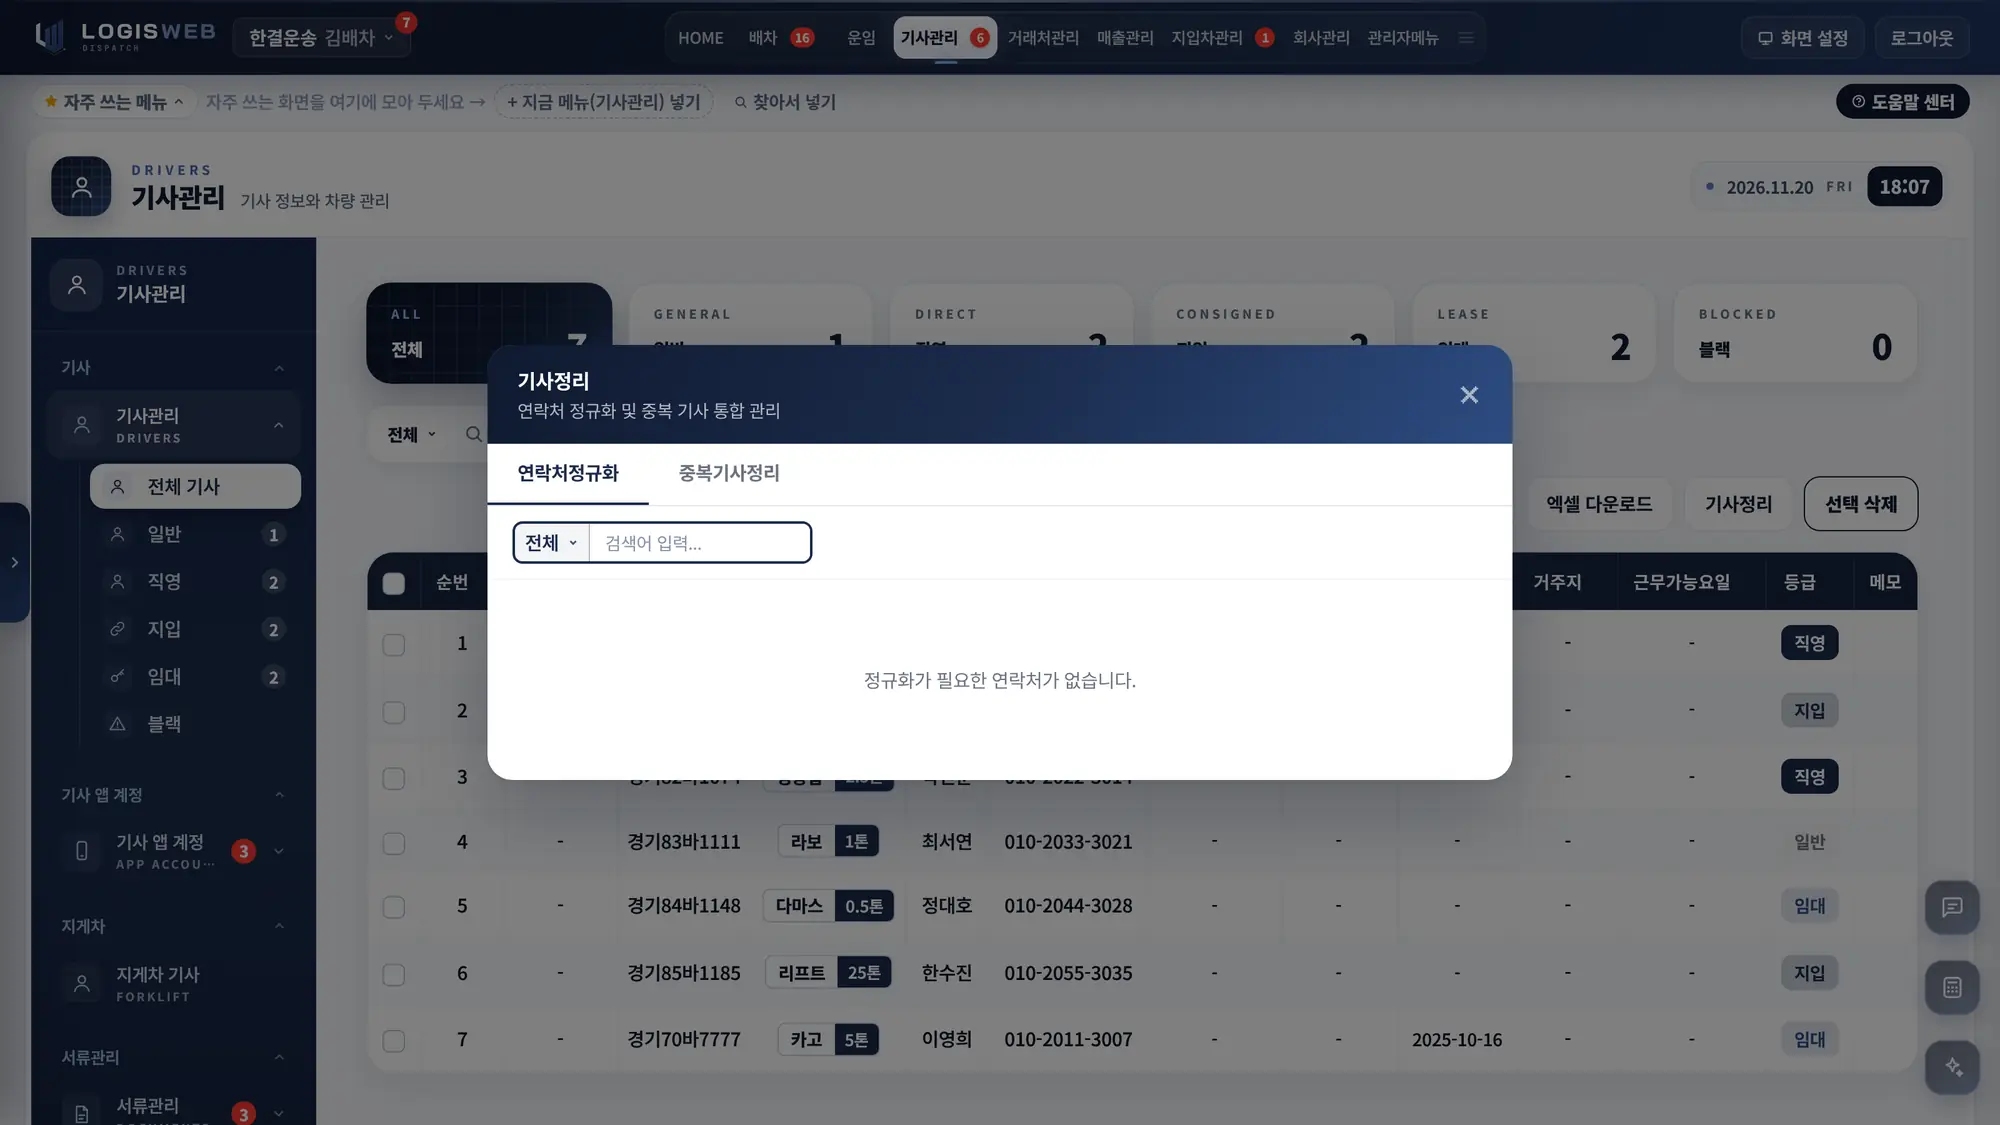 LOGISWEB
DISPATCH
한결운송 김배차
7
HOME
배차 16
운임
기사관리 6
거래처관리
매출관리
지입차관리 1
회사관리
관리자메뉴
화면 설정
로그아웃
자주 쓰는 메뉴
자주 쓰는 화면을 여기에 모아 두세요 →
+ 지금 메뉴(기사관리) 넣기
찾아서 넣기
도움말 센터
DRIVERS
기사관리 기사 정보와 차량 관리
2026.11.20 FRI 18:07
DRIVERS
기사관리
기사
기사관리
DRIVERS
전체 기사
일반 1
직영 2
지입 2
임대 2
블랙
기사 앱 계정
기사 앱 계정
APP ACCOU...
3
지게차
지게차 기사
FORKLIFT
서류관리
서류관리
3
ALL
전체
GENERAL
DIRECT
CONSIGNED
LEASE
2
BLOCKED
블랙 0
전체
기사정리
연락처 정규화 및 중복 기사 통합 관리
연락처정규화
중복기사정리
전체
검색어 입력...
정규화가 필요한 연락처가 없습니다.
엑셀 다운로드
기사정리
선택 삭제
순번 거주지 근무가능요일 등급 메모
1 - - 직영
2 - - 지입
3 - - 직영
4 - 경기83바1111 라보 1톤 최서연 010-2033-3021 - - - - - 일반
5 - 경기84바1148 다마스 0.5톤 정대호 010-2044-3028 - - - - - 임대
6 - 경기85바1185 리프트 25톤 한수진 010-2055-3035 - - - - - 지입
7 - 경기70바7777 카고 5톤 이영희 010-2011-3007 - - 2025-10-16 - - 임대